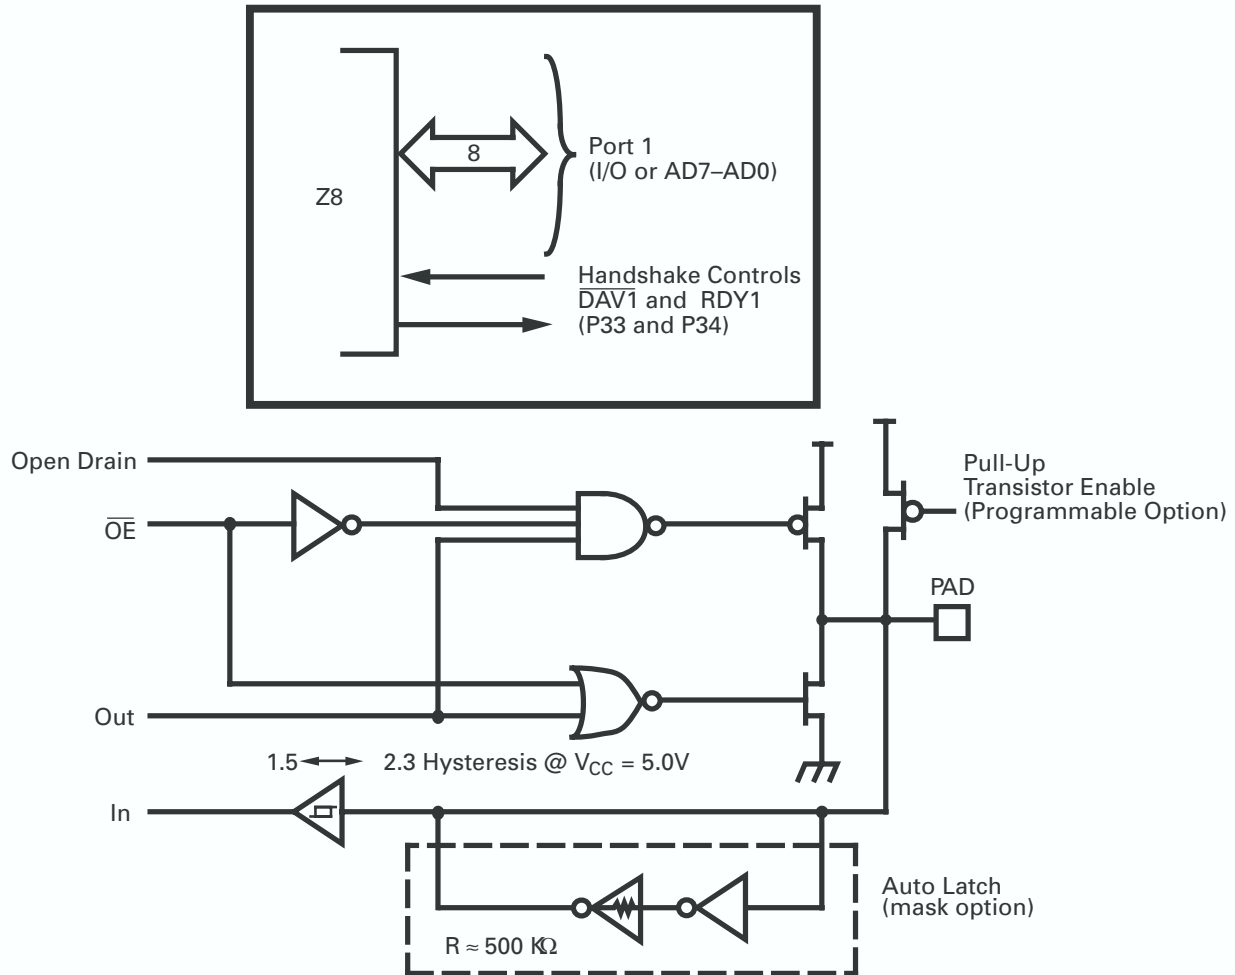 8
Port 1
(I/O or AD7–AD0)
Z8
Handshake Controls
D̅A̅V̅1̅ and RDY1
(P33 and P34)
Open Drain
Pull-Up
Transistor Enable
(Programmable Option)
O̅E̅
PAD
Out
1.5 2.3 Hysteresis @ VCC = 5.0V
In
Auto Latch
(mask option)
R ≈ 500 KΩ